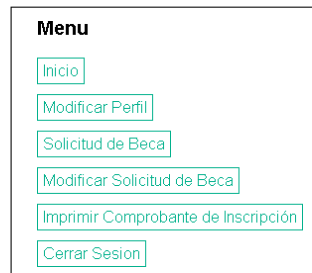 Menu
Inicio
Modificar Perfil
Solicitud de Beca
Modificar Solicitud de Beca
Imprimir Comprobante de Inscripción
Cerrar Sesion